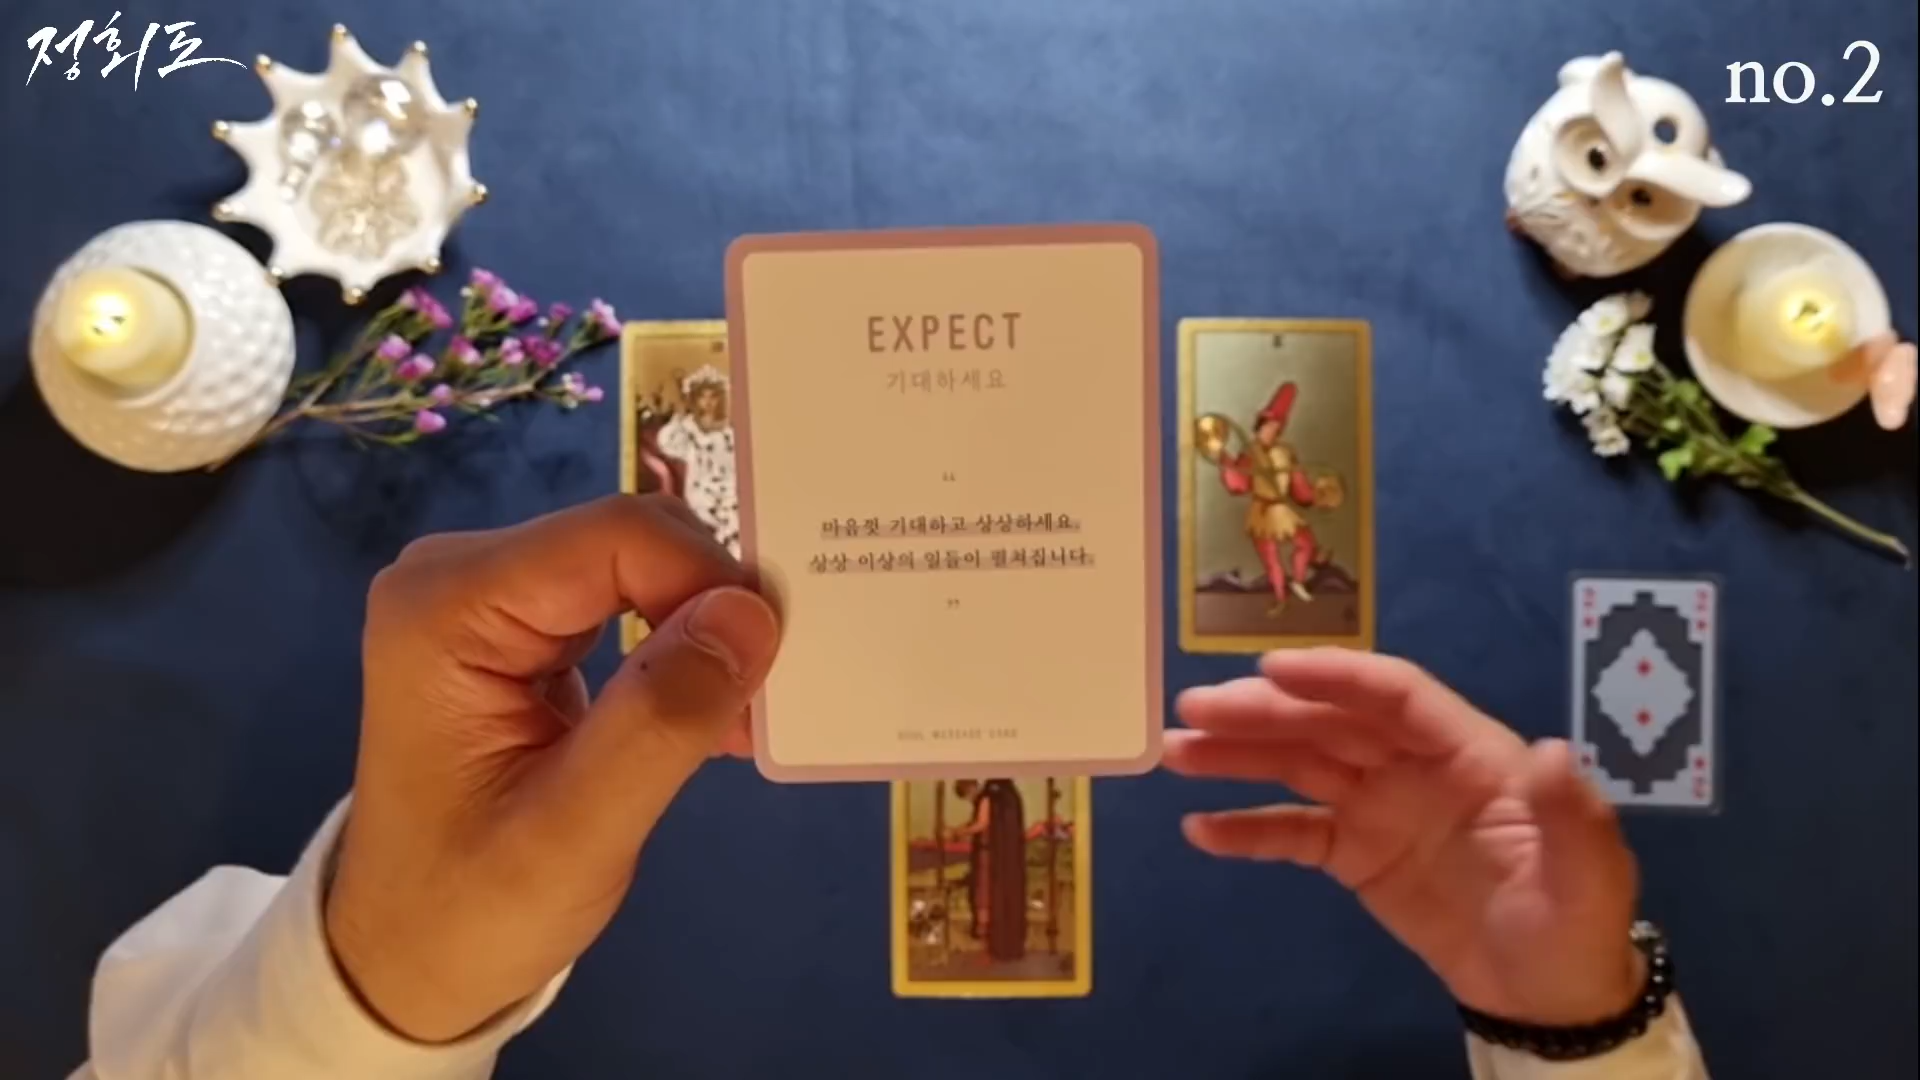 정회도
no.2
EXPECT
기대하세요
“
마음껏 기대하고 상상하세요.
상상 이상의 일들이 펼쳐집니다.
”
SOUL MESSAGE CARD